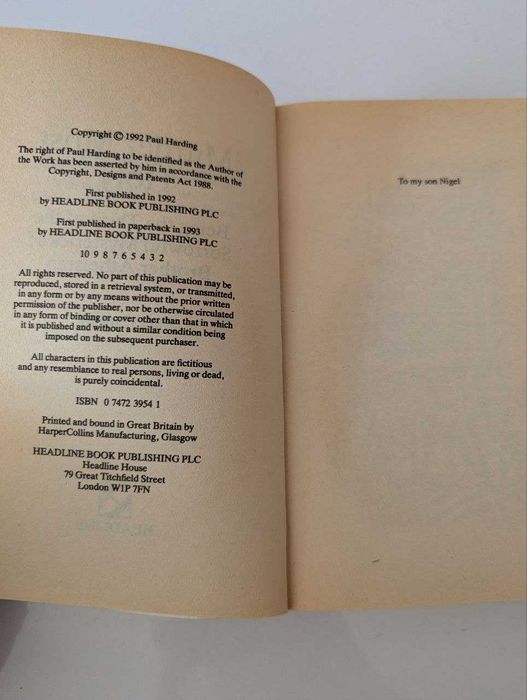 Copyright © 1992 Paul Harding
The right of Paul Harding to be identified as the Author of
the Work has been asserted by him in accordance with the
Copyright, Designs and Patents Act 1988.
First published in 1992
by HEADLINE BOOK PUBLISHING PLC
First published in paperback in 1993
by HEADLINE BOOK PUBLISHING PLC
10 9 8 7 6 5 4 3 2
All rights reserved. No part of this publication may be
reproduced, stored in a retrieval system, or transmitted,
in any form or by any means without the prior written
permission of the publisher, nor be otherwise circulated
in any form of binding or cover other than that in which
it is published and without a similar condition being
imposed on the subsequent purchaser.
All characters in this publication are fictitious
and any resemblance to real persons, living or dead,
is purely coincidental.
ISBN 0 7472 3954 1
Printed and bound in Great Britain by
HarperCollins Manufacturing, Glasgow
HEADLINE BOOK PUBLISHING PLC
Headline House
79 Great Titchfield Street
London W1P 7FN
To my son Nigel